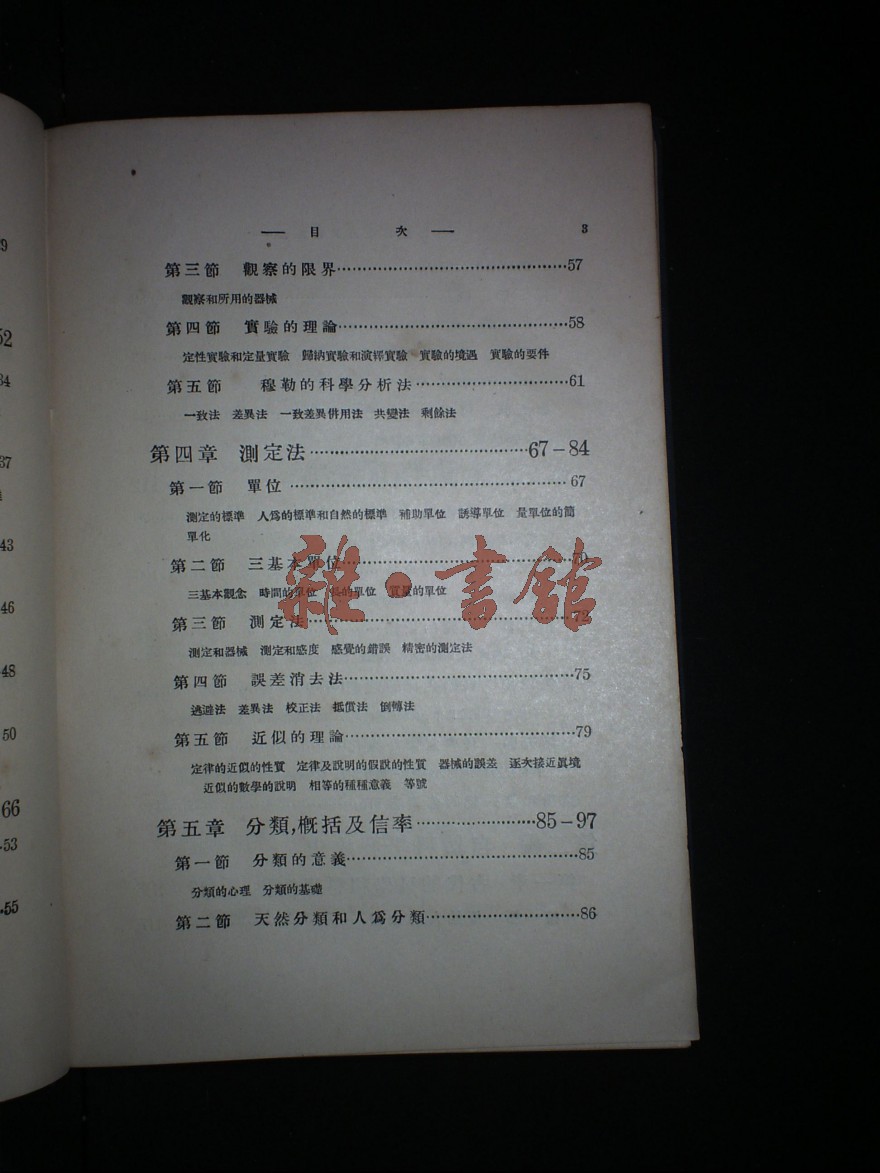 29
52
34
37
43
46
48
50
66
53
55
— 目 次 — 3
第三節 觀察的限界……57
觀察和所用的器械
第四節 實驗的理論……58
定性實驗和定量實驗 歸納實驗和演繹實驗 實驗的境遇 實驗的要件
第五節 穆勒的科學分析法……61
一致法 差異法 一致差異併用法 共變法 剩餘法
第四章 測定法……67–84
第一節 單位……67
測定的標準 人爲的標準和自然的標準 補助單位 誘導單位 量單位的簡
單化
第二節 三基本單位……70
三基本觀念 時間的單位 長的單位 質量的單位
第三節 測定法……72
測定和器械 測定和感度 感覺的錯誤 精密的測定法
第四節 誤差消去法……75
逃避法 差異法 校正法 抵償法 倒轉法
第五節 近似的理論……79
定律的近似的性質 定律及說明的假說的性質 器械的誤差 逐次接近眞境
近似的數學的說明 相等的種種意義 等號
第五章 分類,概括及信率……85–97
第一節 分類的意義……85
分類的心理 分類的基礎
第二節 天然分類和人爲分類……86
雜·書館